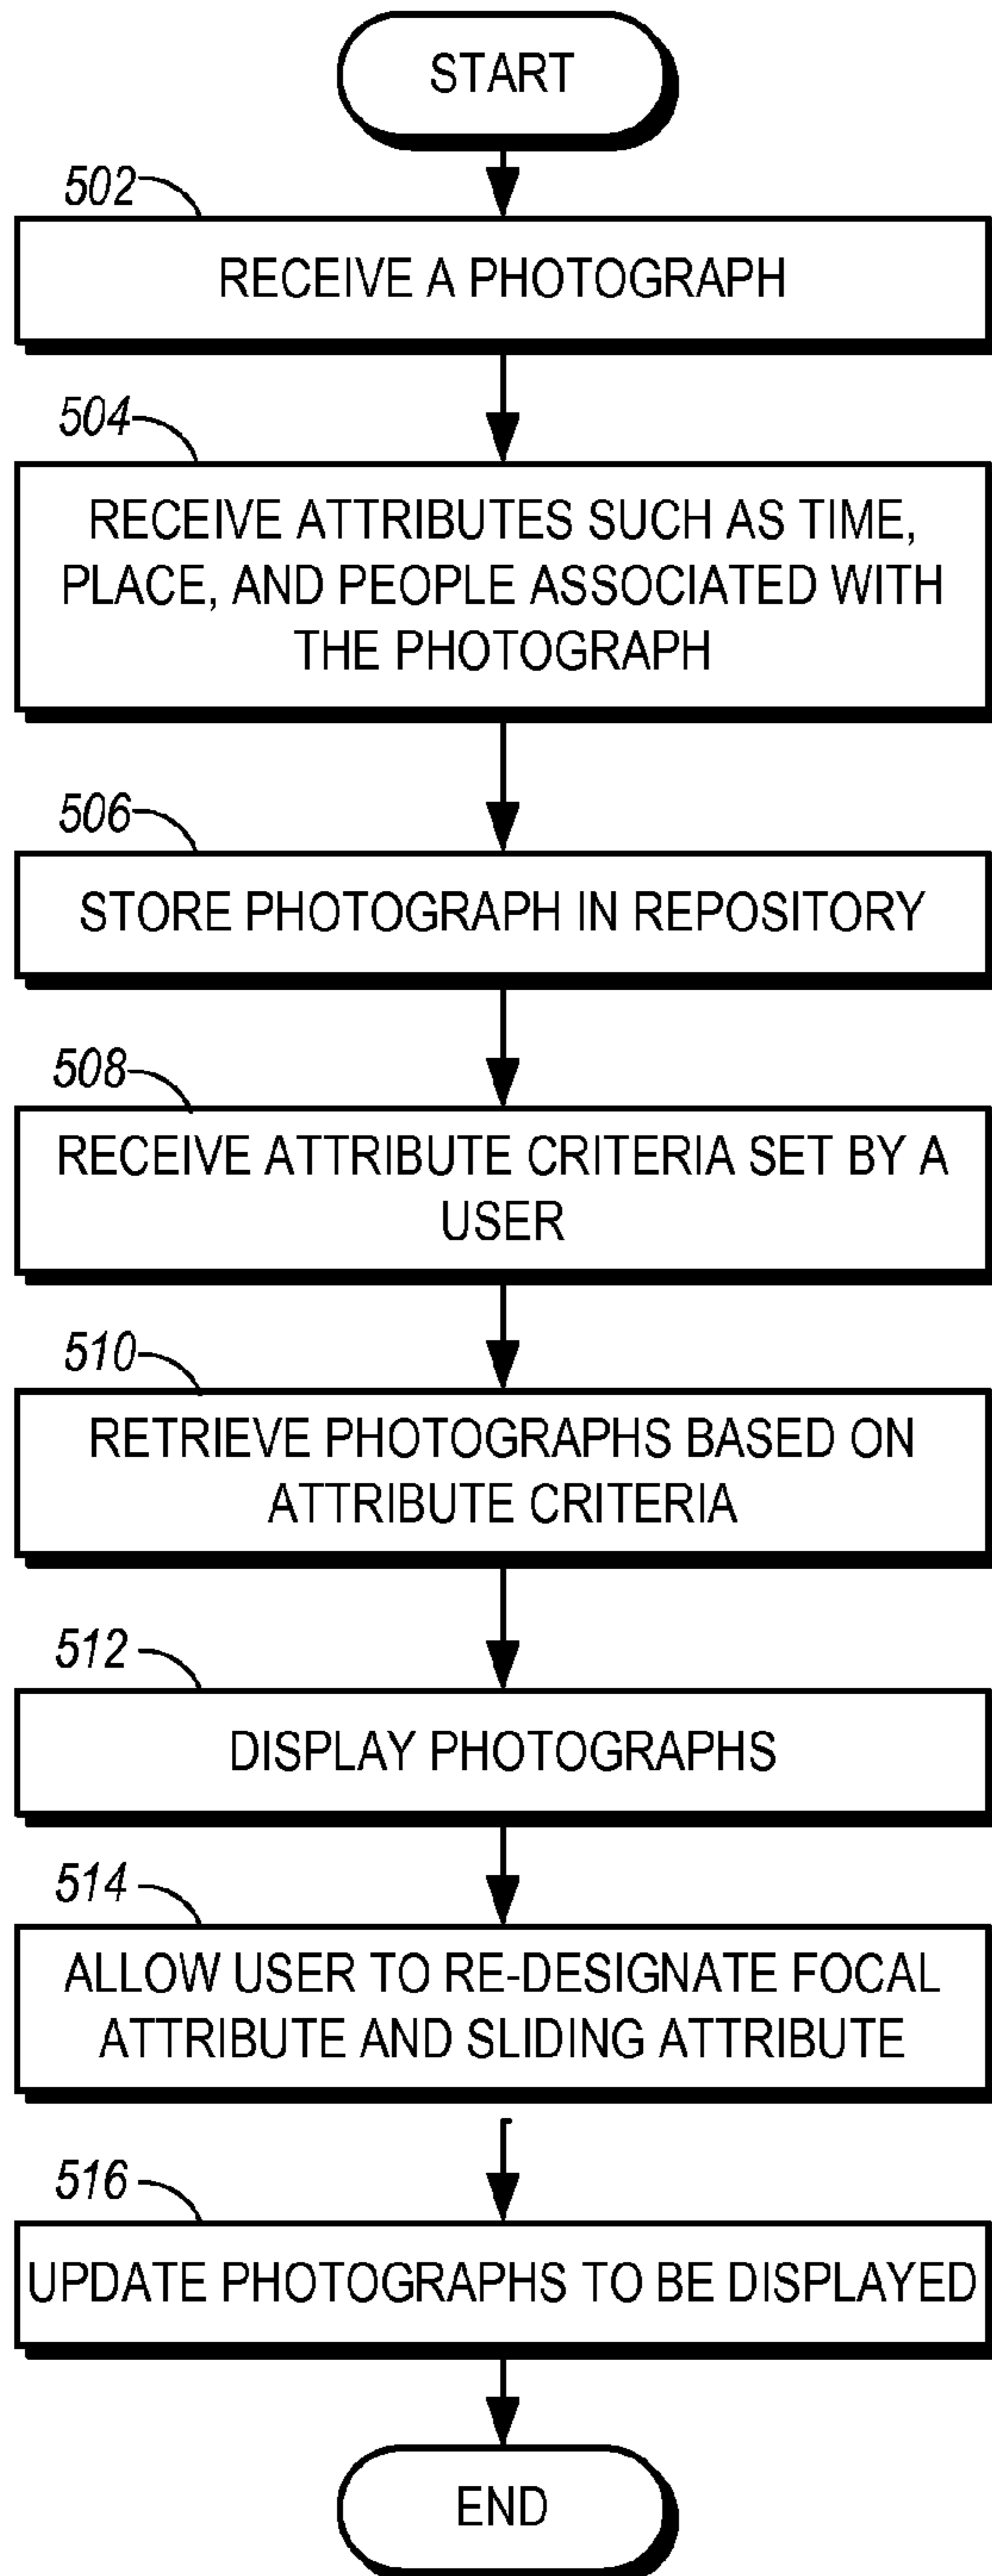 START
502
RECEIVE A PHOTOGRAPH
504
RECEIVE ATTRIBUTES SUCH AS TIME,
PLACE, AND PEOPLE ASSOCIATED WITH
THE PHOTOGRAPH
506
STORE PHOTOGRAPH IN REPOSITORY
508
RECEIVE ATTRIBUTE CRITERIA SET BY A
USER
510
RETRIEVE PHOTOGRAPHS BASED ON
ATTRIBUTE CRITERIA
512
DISPLAY PHOTOGRAPHS
514
ALLOW USER TO RE-DESIGNATE FOCAL
ATTRIBUTE AND SLIDING ATTRIBUTE
516
UPDATE PHOTOGRAPHS TO BE DISPLAYED
END